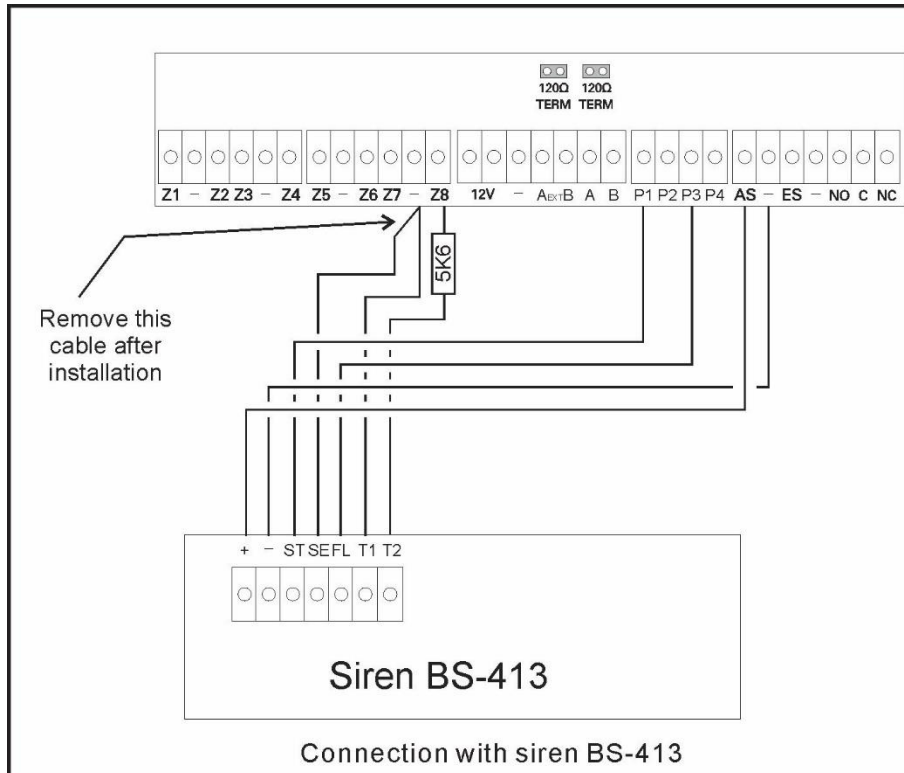 120Ω 120Ω
TERM TERM
Z1 – Z2 Z3 – Z4 Z5 – Z6 Z7 – Z8 12V – AEXTB A B P1 P2 P3 P4 AS – ES – NO C NC
5K6
Remove this
cable after
installation
+ – ST SE FL T1 T2
Siren BS-413
Connection with siren BS-413